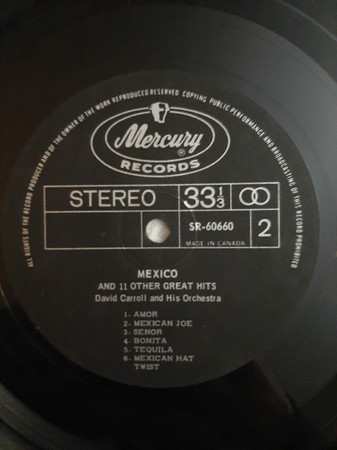 ALL RIGHTS OF THE RECORD PRODUCER AND OF THE OWNER OF THE WORK REPRODUCED RESERVED COPYING PUBLIC PERFORMANCE AND BROADCASTING OF THIS RECORD PROHIBITED
Mercury
RECORDS
STEREO 33 1/3
SR-60660 2
MADE IN CANADA
MEXICO
AND 11 OTHER GREAT HITS
David Carroll and His Orchestra
1. AMOR
2. MEXICAN JOE
3. SENOR
4. BONITA
5. TEQUILA
6. MEXICAN HAT
TWIST